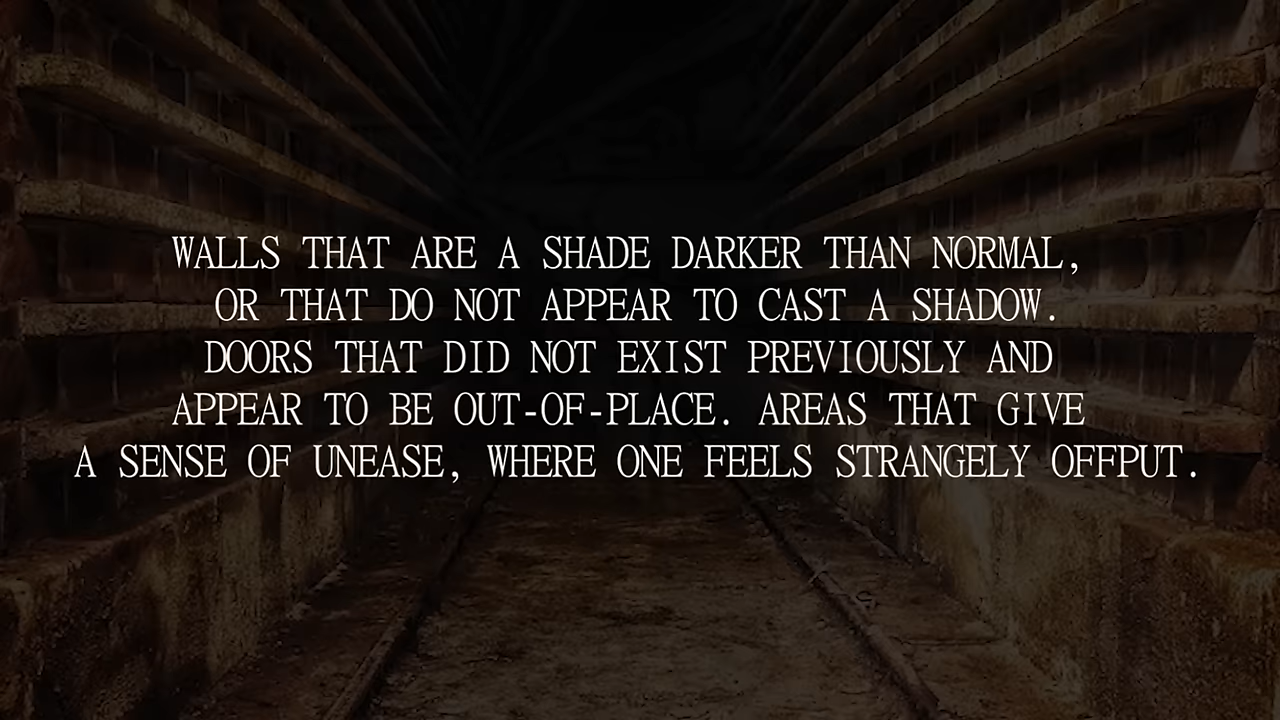 WALLS THAT ARE A SHADE DARKER THAN NORMAL,
OR THAT DO NOT APPEAR TO CAST A SHADOW.
DOORS THAT DID NOT EXIST PREVIOUSLY AND
APPEAR TO BE OUT-OF-PLACE. AREAS THAT GIVE
A SENSE OF UNEASE, WHERE ONE FEELS STRANGELY OFFPUT.